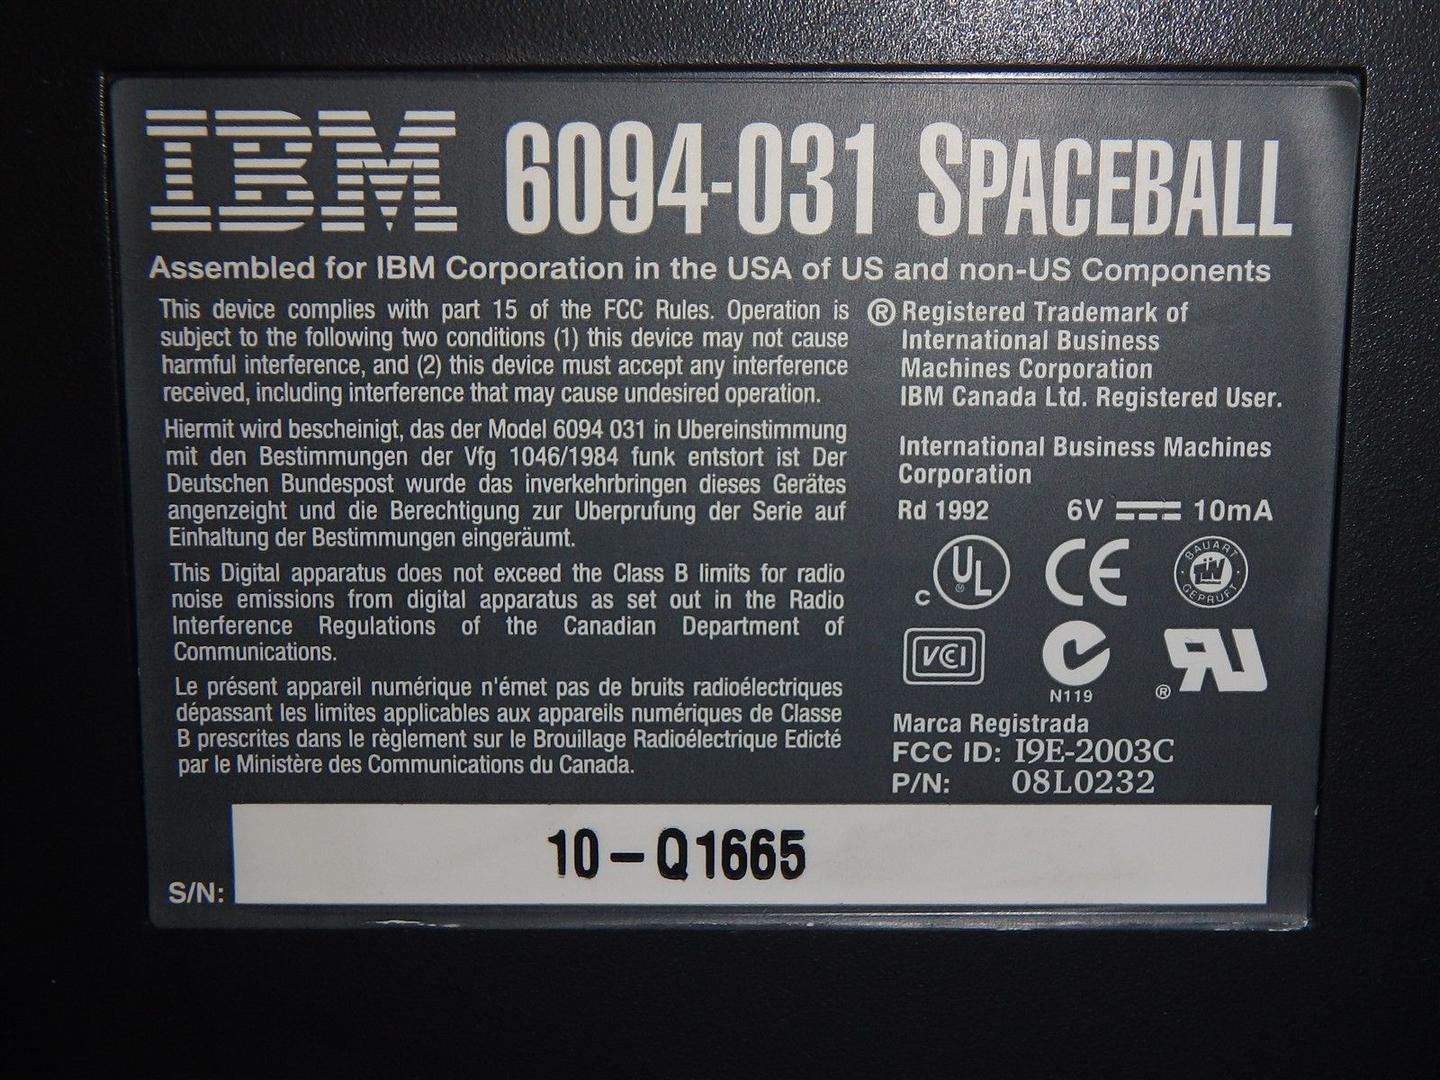 IBM 6094-031 SPACEBALL
Assembled for IBM Corporation in the USA of US and non-US Components
This device complies with part 15 of the FCC Rules. Operation is
subject to the following two conditions (1) this device may not cause
harmful interference, and (2) this device must accept any interference
received, including interference that may cause undesired operation.
Hiermit wird bescheinigt, das der Model 6094 031 in Ubereinstimmung
mit den Bestimmungen der Vfg 1046/1984 funk entstort ist Der
Deutschen Bundespost wurde das inverkehrbringen dieses Gerätes
angenzeight und die Berechtigung zur Uberprufung der Serie auf
Einhaltung der Bestimmungen eingeräumt.
This Digital apparatus does not exceed the Class B limits for radio
noise emissions from digital apparatus as set out in the Radio
Interference Regulations of the Canadian Department of
Communications.
Le présent appareil numérique n'émet pas de bruits radioélectriques
dépassant les limites applicables aux appareils numériques de Classe
B prescrites dans le règlement sur le Brouillage Radioélectrique Edicté
par le Ministère des Communications du Canada.
® Registered Trademark of
International Business
Machines Corporation
IBM Canada Ltd. Registered User.
International Business Machines
Corporation
Rd 1992 6V 10mA
C UL CE BAUART TÜV GEPRUFT
VCI N119 ® RU
Marca Registrada
FCC ID: I9E-2003C
P/N: 08L0232
S/N: 10-Q1665